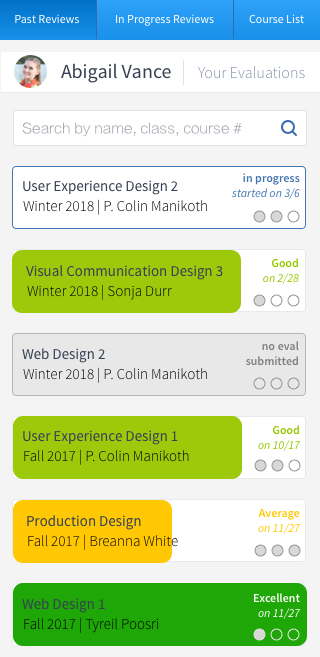 Past Reviews
In Progress Reviews
Course List
Abigail Vance
Your Evaluations
Search by name, class, course #
User Experience Design 2
Winter 2018 | P. Colin Manikoth
in progress
started on 3/6
Visual Communication Design 3
Winter 2018 | Sonja Durr
Good
on 2/28
Web Design 2
Winter 2018 | P. Colin Manikoth
no eval
submitted
User Experience Design 1
Fall 2017 | P. Colin Manikoth
Good
on 10/17
Production Design
Fall 2017 | Breanna White
Average
on 11/27
Web Design 1
Fall 2017 | Tyreil Poosri
Excellent
on 11/27